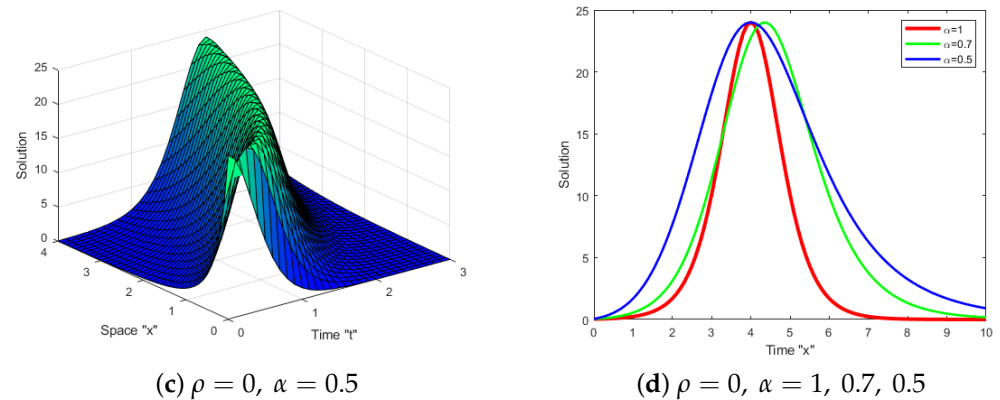 25
20
15
10
5
0
Solution
4
3
2
1
0
Space "x"
0
1
2
3
Time "t"
(c) ρ = 0, α = 0.5
25
20
15
10
5
0
Solution
α=1
α=0.7
α=0.5
0 1 2 3 4 5 6 7 8 9 10
Time "x"
(d) ρ = 0, α = 1, 0.7, 0.5